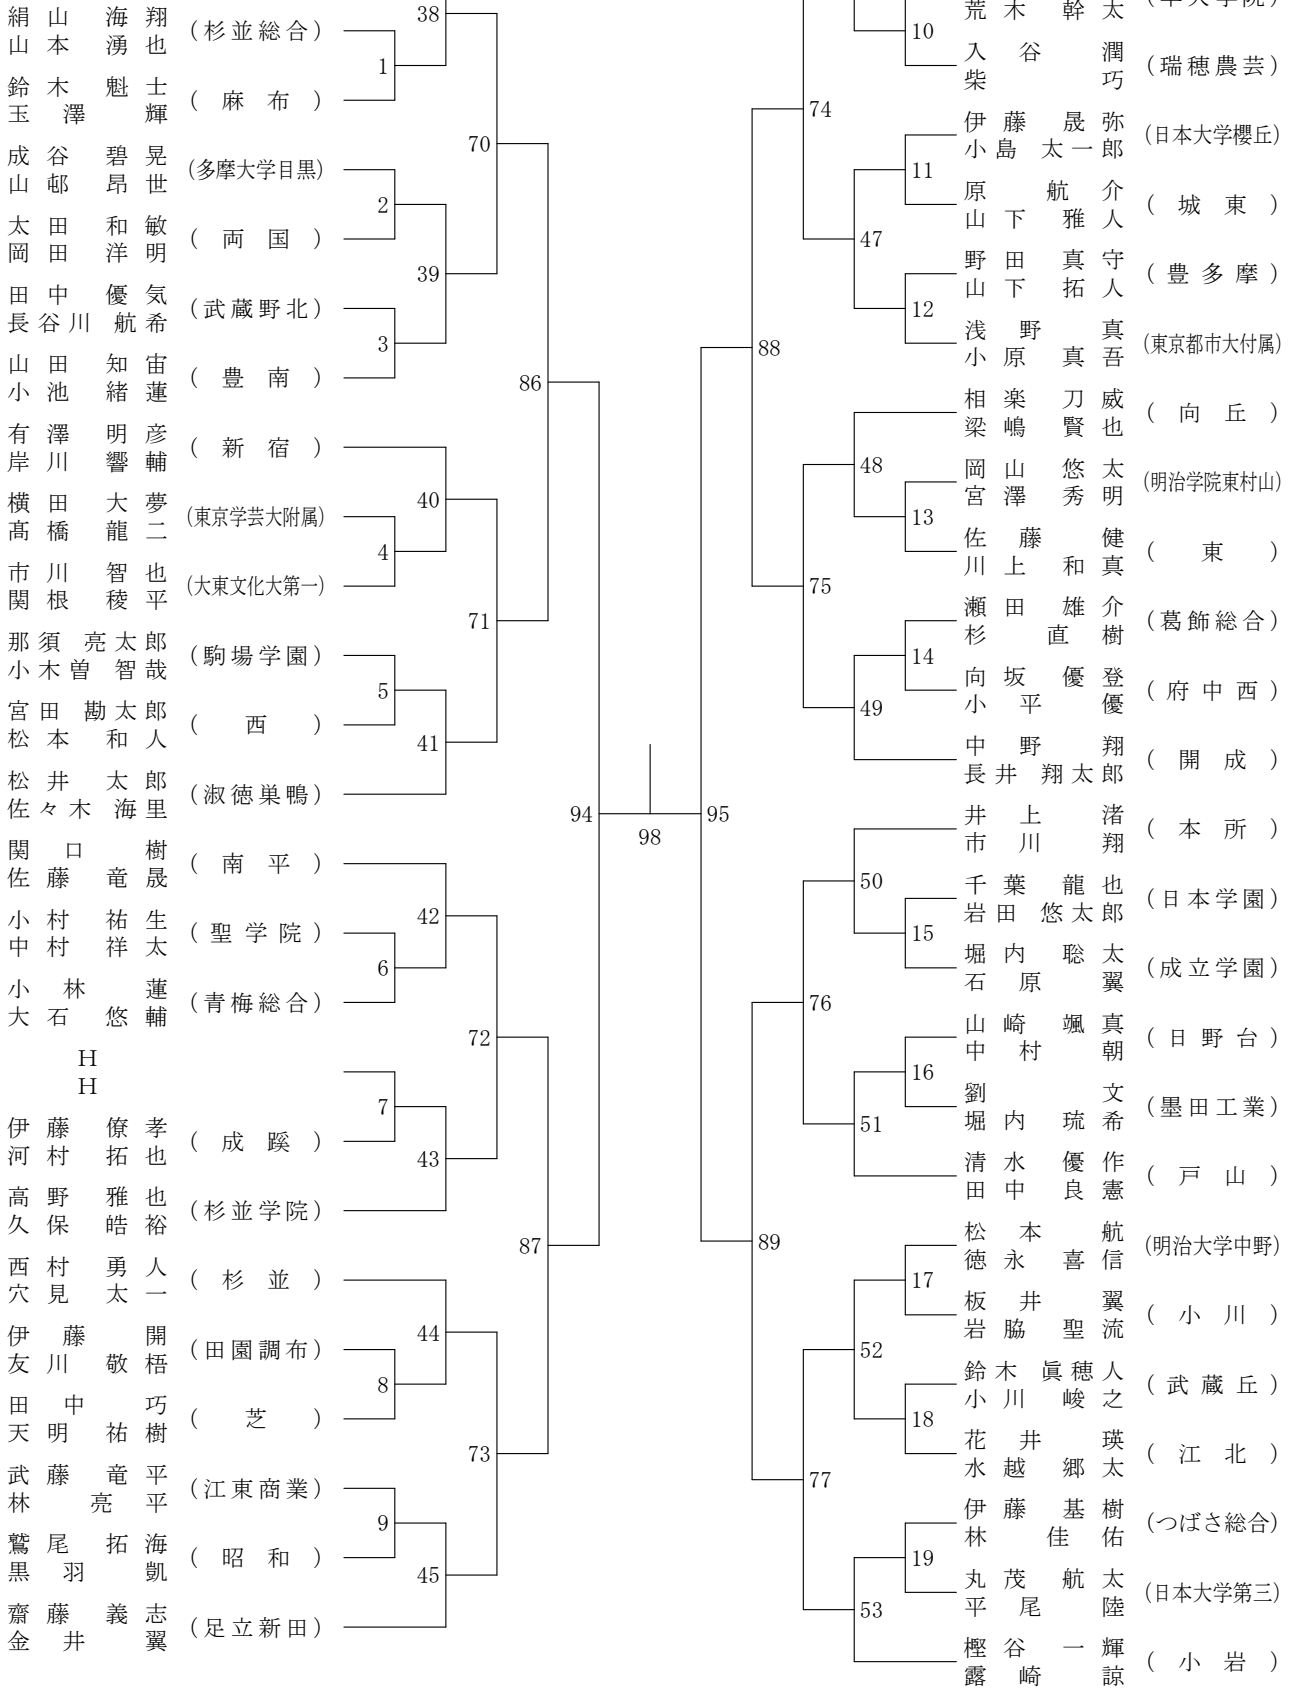 絹山 海翔
山本 湧也
(杉並総合)
鈴木 魁士
玉澤 輝
(麻布)
成谷 碧晃
山邨 昂世
(多摩大学目黒)
太田 和敏
岡田 洋明
(両国)
田中 優気
長谷川 航希
(武蔵野北)
山田 知宙
小池 緒蓮
(豊南)
有澤 明彦
岸川 響輔
(新宿)
横田 大夢
髙橋 龍二
(東京学芸大附属)
市川 智也
関根 稜平
(大東文化大第一)
那須 亮太郎
小木曽 智哉
(駒場学園)
宮田 勘太郎
松本 和人
(西)
松井 太郎
佐々木 海里
(淑徳巣鴨)
関口 樹
佐藤 竜晟
(南平)
小村 祐生
中村 祥太
(聖学院)
小林 蓮
大石 悠輔
(青梅総合)
H
H
伊藤 僚孝
河村 拓也
(成蹊)
高野 雅也
久保 皓裕
(杉並学院)
西村 勇人
穴見 太一
(杉並)
伊藤 開
友川 敬梧
(田園調布)
田中 巧
天明 祐樹
(芝)
武藤 竜平
林 亮平
(江東商業)
鷲尾 拓海
黒羽 凱
(昭和)
齋藤 義志
金井 翼
(足立新田)
1
2
3
4
5
6
7
8
9
38
39
40
41
42
43
44
45
70
71
72
73
86
87
94
98
95
88
89
74
75
76
77
47
48
49
50
51
52
53
10
11
12
13
14
15
16
17
18
19
荒木 幹太
入谷 潤
柴 巧
(瑞穂農芸)
伊藤 晟弥
小島 太一郎
(日本大学櫻丘)
原 航介
山下 雅人
(城東)
野田 真守
山下 拓人
(豊多摩)
浅野 真
小原 真吾
(東京都市大付属)
相楽 刀威
梁嶋 賢也
(向丘)
岡山 悠太
宮澤 秀明
(明治学院東村山)
佐藤 健
川上 和真
(東)
瀬田 雄介
杉 直樹
(葛飾総合)
向坂 優登
小平 優
(府中西)
中野 翔
長井 翔太郎
(開成)
井上 渚
市川 翔
(本所)
千葉 龍也
岩田 悠太郎
(日本学園)
堀内 聡太
石原 翼
(成立学園)
山崎 颯真
中村 朝
(日野台)
劉 文
堀内 琉希
(墨田工業)
清水 優作
田中 良憲
(戸山)
松本 航
徳永 喜信
(明治大学中野)
板井 翼
岩脇 聖流
(小川)
鈴木 眞穂人
小川 峻之
(武蔵丘)
花井 瑛
水越 郷太
(江北)
伊藤 基樹
林 佳佑
(つばさ総合)
丸茂 航太
平尾 陸
(日本大学第三)
樫谷 一輝
露崎 諒
(小岩)